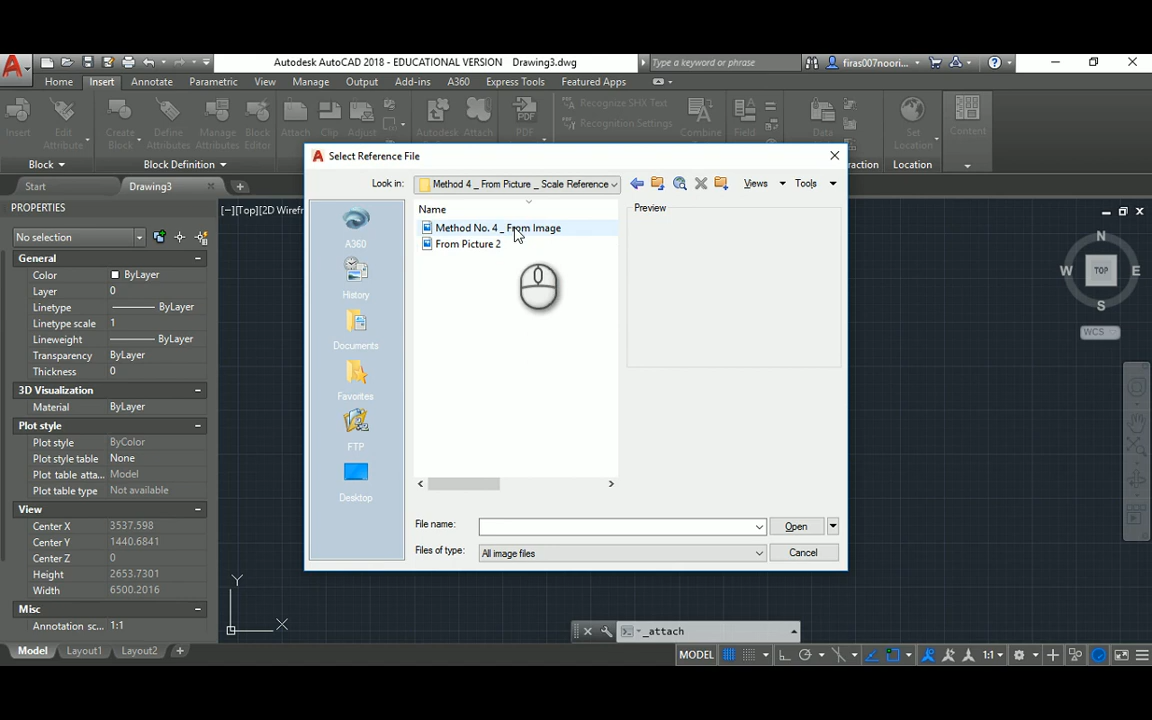 Autodesk AutoCAD 2018 - EDUCATIONAL VERSION Drawing3.dwg
Type a keyword or phrase
firas007noori...
Home Insert Annotate Parametric View Manage Output Add-ins A360 Express Tools Featured Apps
Insert
Edit Attribute
Create Block
Define Attributes
Manage Attributes
Block Editor
Attach
Clip
Adjust
Autodesk
Attach
PDF
Recognize SHX Text
Recognition Settings
Combine
Field
Data
Set Location
Content
Block
Block Definition
raction
Location
Start
Drawing3
PROPERTIES
No selection
General
Color ByLayer
Layer 0
Linetype ByLayer
Linetype scale 1
Lineweight ByLayer
Transparency ByLayer
Thickness 0
3D Visualization
Material ByLayer
Plot style
Plot style ByColor
Plot style table None
Plot table atta... Model
Plot table type Not available
View
Center X 3537.598
Center Y 1440.6841
Center Z 0
Height 2653.7301
Width 6500.2016
Misc
Annotation sc... 1:1
[−][Top][2D Wirefr
Select Reference File
Look in: Method 4 _ From Picture _ Scale Reference
Views
Tools
Name
Method No. 4 _ From Image
From Picture 2
Preview
A360
History
Documents
Favorites
FTP
Desktop
File name:
Open
Files of type: All image files
Cancel
N
W TOP E
S
WCS
Y
X
_attach
Model Layout1 Layout2
MODEL
1:1